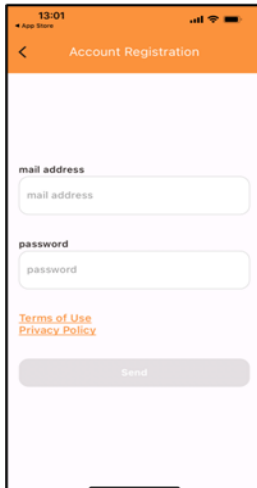 13:01
◀ App Store
Account Registration
mail address
mail address
password
password
Terms of Use
Privacy Policy
Send